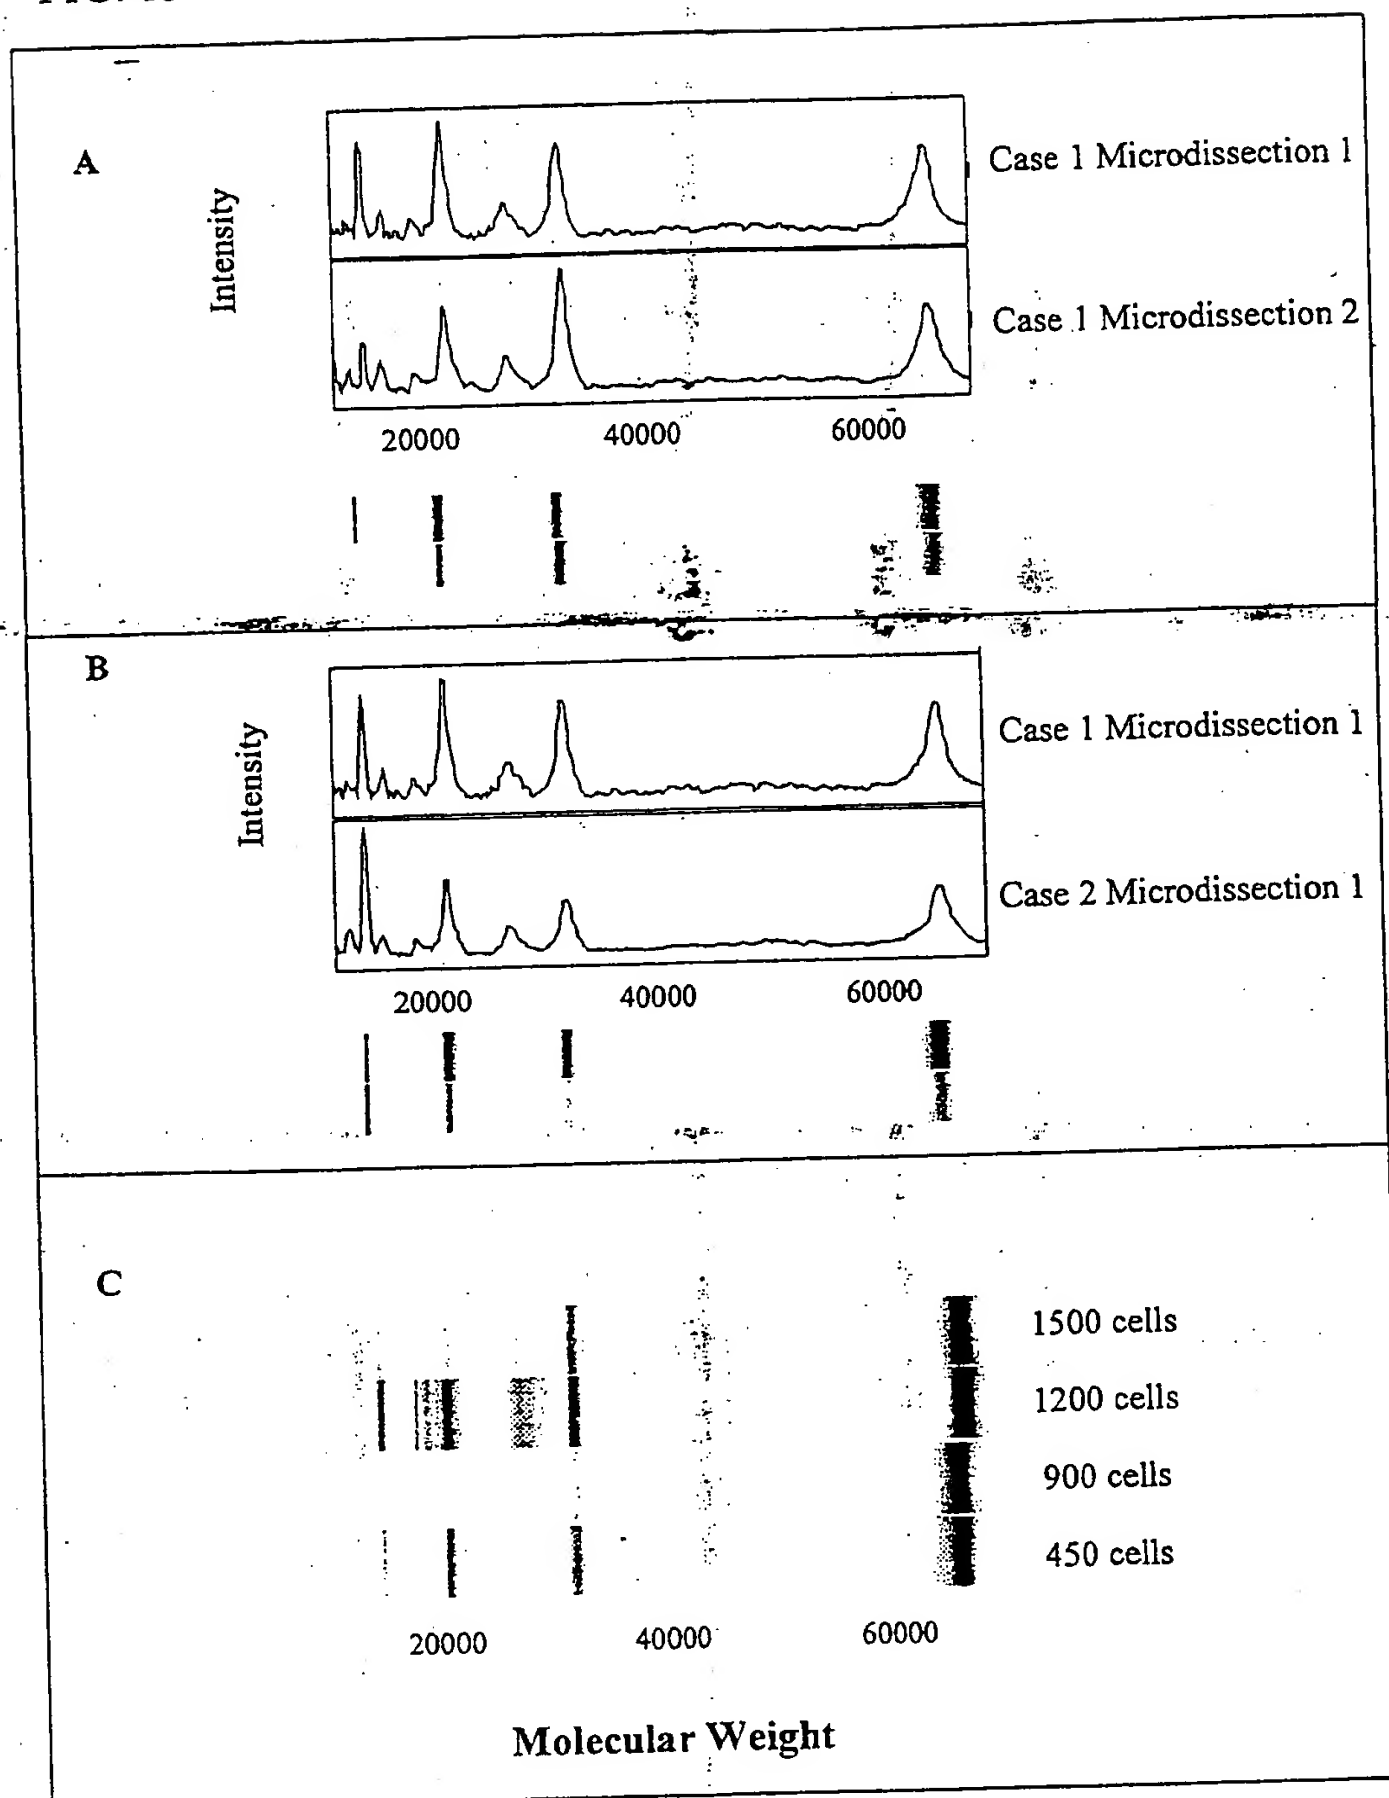 A
Intensity
Case 1 Microdissection 1
Case 1 Microdissection 2
20000 40000 60000
B
Intensity
Case 1 Microdissection 1
Case 2 Microdissection 1
20000 40000 60000
C
1500 cells
1200 cells
900 cells
450 cells
20000 40000 60000
Molecular Weight